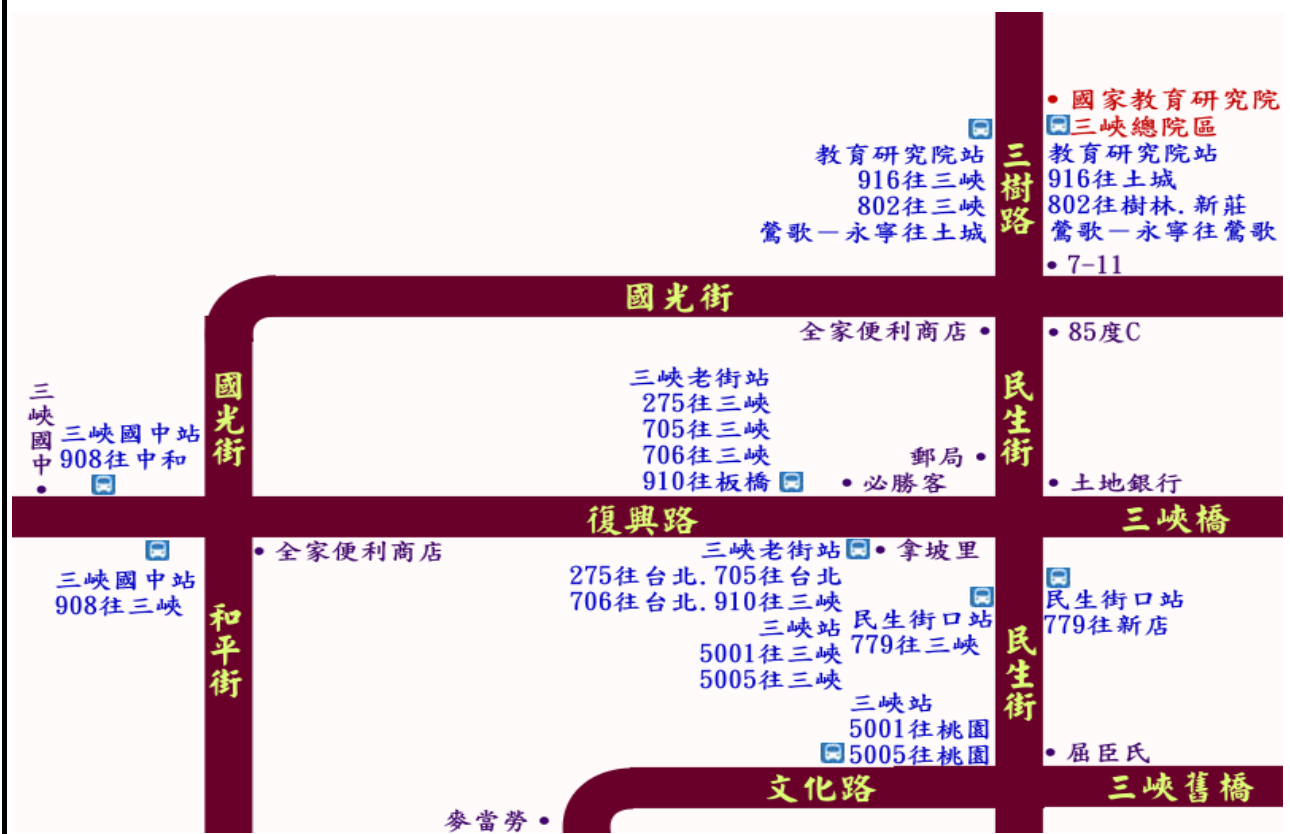 國家教育研究院
三峽總院區
教育研究院站
916往三峽
802往三峽
鶯歌－永寧往土城
三樹路
教育研究院站
916往土城
802往樹林.新莊
鶯歌－永寧往鶯歌
7-11
國光街
全家便利商店
85度C
三峽國中
三峽國中站
908往中和
國光街
三峽老街站
275往三峽
705往三峽
706往三峽
910往板橋
郵局
必勝客
民生街
土地銀行
復興路
三峽橋
三峽國中站
908往三峽
全家便利商店
和平街
三峽老街站
275往台北.705往台北
706往台北.910往三峽
三峽站
5001往三峽
5005往三峽
拿坡里
民生街口站
779往三峽
民生街口站
779往新店
民生街
三峽站
5001往桃園
5005往桃園
屈臣氏
文化路
三峽舊橋
麥當勞